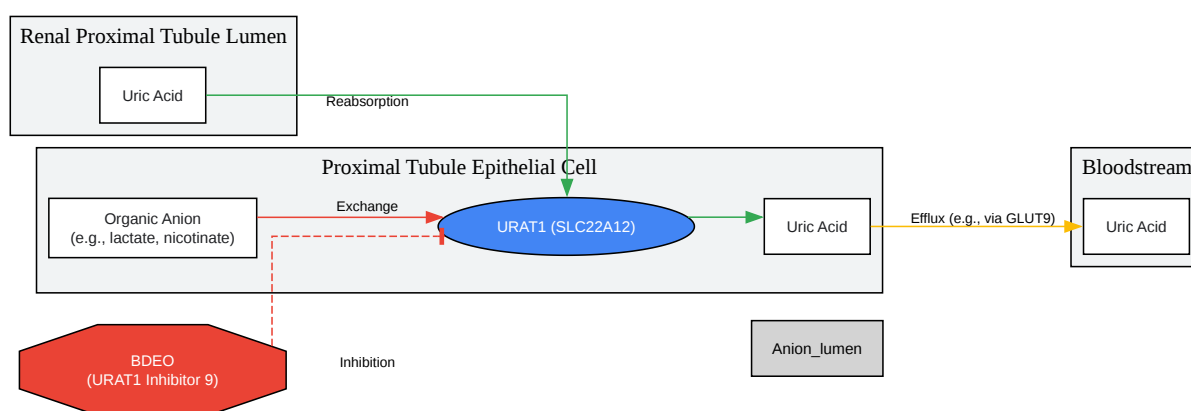 Renal Proximal Tubule Lumen
Uric Acid
Reabsorption
Proximal Tubule Epithelial Cell
Bloodstream
Organic Anion
(e.g., lactate, nicotinate)
Exchange
URAT1 (SLC22A12)
Uric Acid
Efflux (e.g., via GLUT9)
Uric Acid
BDEO
(URAT1 Inhibitor 9)
Inhibition
Anion_lumen